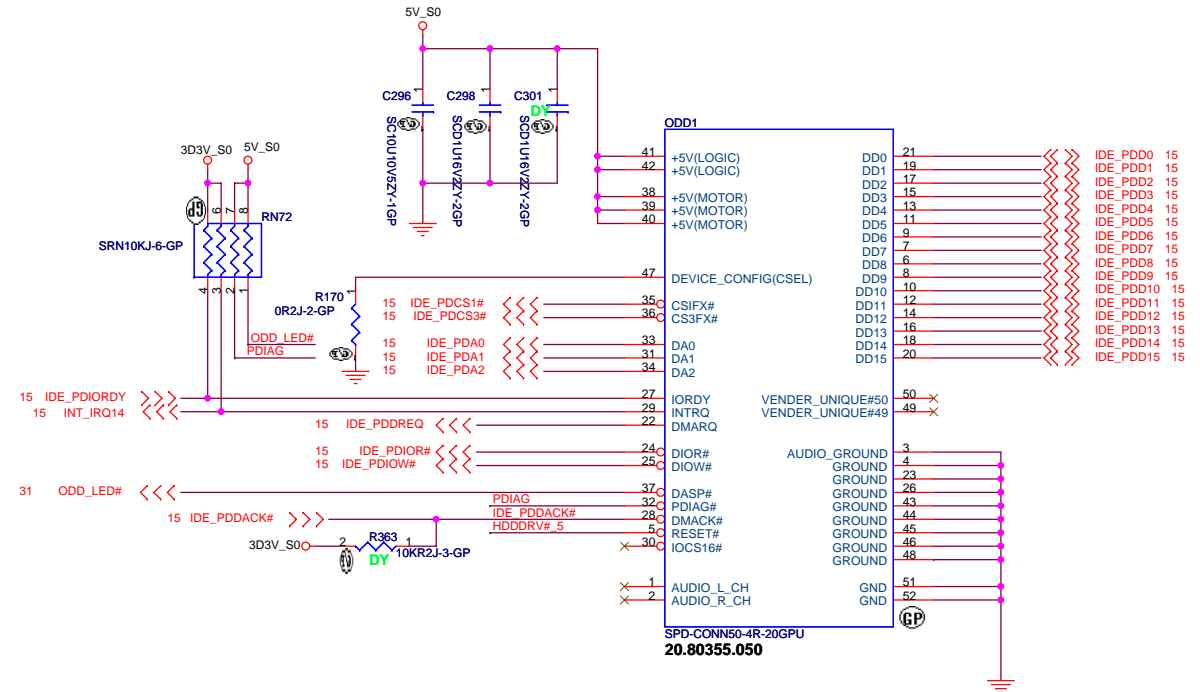 5V_S0
C296
1
SC10U10V5ZY-1GP
C298
1
SCD1U16V2ZY-2GP
C301
1
DY
SCD1U16V2ZY-2GP
3D3V_S0
5V_S0
GP
6
7
8
RN72
SRN10KJ-6-GP
4
3
2
1
R170
1
0R2J-2-GP
ODD_LED#
PDIAG
15 IDE_PDCS1#
15 IDE_PDCS3#
15 IDE_PDA0
15 IDE_PDA1
15 IDE_PDA2
15 IDE_PDIORDY
15 INT_IRQ14
15 IDE_PDDREQ
15 IDE_PDIOR#
15 IDE_PDIOW#
31 ODD_LED#
PDIAG
15 IDE_PDDACK#
IDE_PDDACK#
HDDDRV#_5
3D3V_S0
2
R363
1
10KR2J-3-GP
DY
ODD1
41 +5V(LOGIC)
42 +5V(LOGIC)
38 +5V(MOTOR)
39 +5V(MOTOR)
40 +5V(MOTOR)
47 DEVICE_CONFIG(CSEL)
35 CSIFX#
36 CS3FX#
33 DA0
31 DA1
34 DA2
27 IORDY
29 INTRQ
22 DMARQ
24 DIOR#
25 DIOW#
37 DASP#
32 PDIAG#
28 DMACK#
5 RESET#
30 IOCS16#
1 AUDIO_L_CH
2 AUDIO_R_CH
DD0 21 IDE_PDD0 15
DD1 19 IDE_PDD1 15
DD2 17 IDE_PDD2 15
DD3 15 IDE_PDD3 15
DD4 13 IDE_PDD4 15
DD5 11 IDE_PDD5 15
DD6 9 IDE_PDD6 15
DD7 7 IDE_PDD7 15
DD8 6 IDE_PDD8 15
DD9 8 IDE_PDD9 15
DD10 10 IDE_PDD10 15
DD11 12 IDE_PDD11 15
DD12 14 IDE_PDD12 15
DD13 16 IDE_PDD13 15
DD14 18 IDE_PDD14 15
DD15 20 IDE_PDD15 15
VENDER_UNIQUE#50 50
VENDER_UNIQUE#49 49
AUDIO_GROUND 3
GROUND 4
GROUND 23
GROUND 26
GROUND 43
GROUND 44
GROUND 45
GROUND 46
GROUND 48
GND 51
GND 52
GP
SPD-CONN50-4R-20GPU
20.80355.050